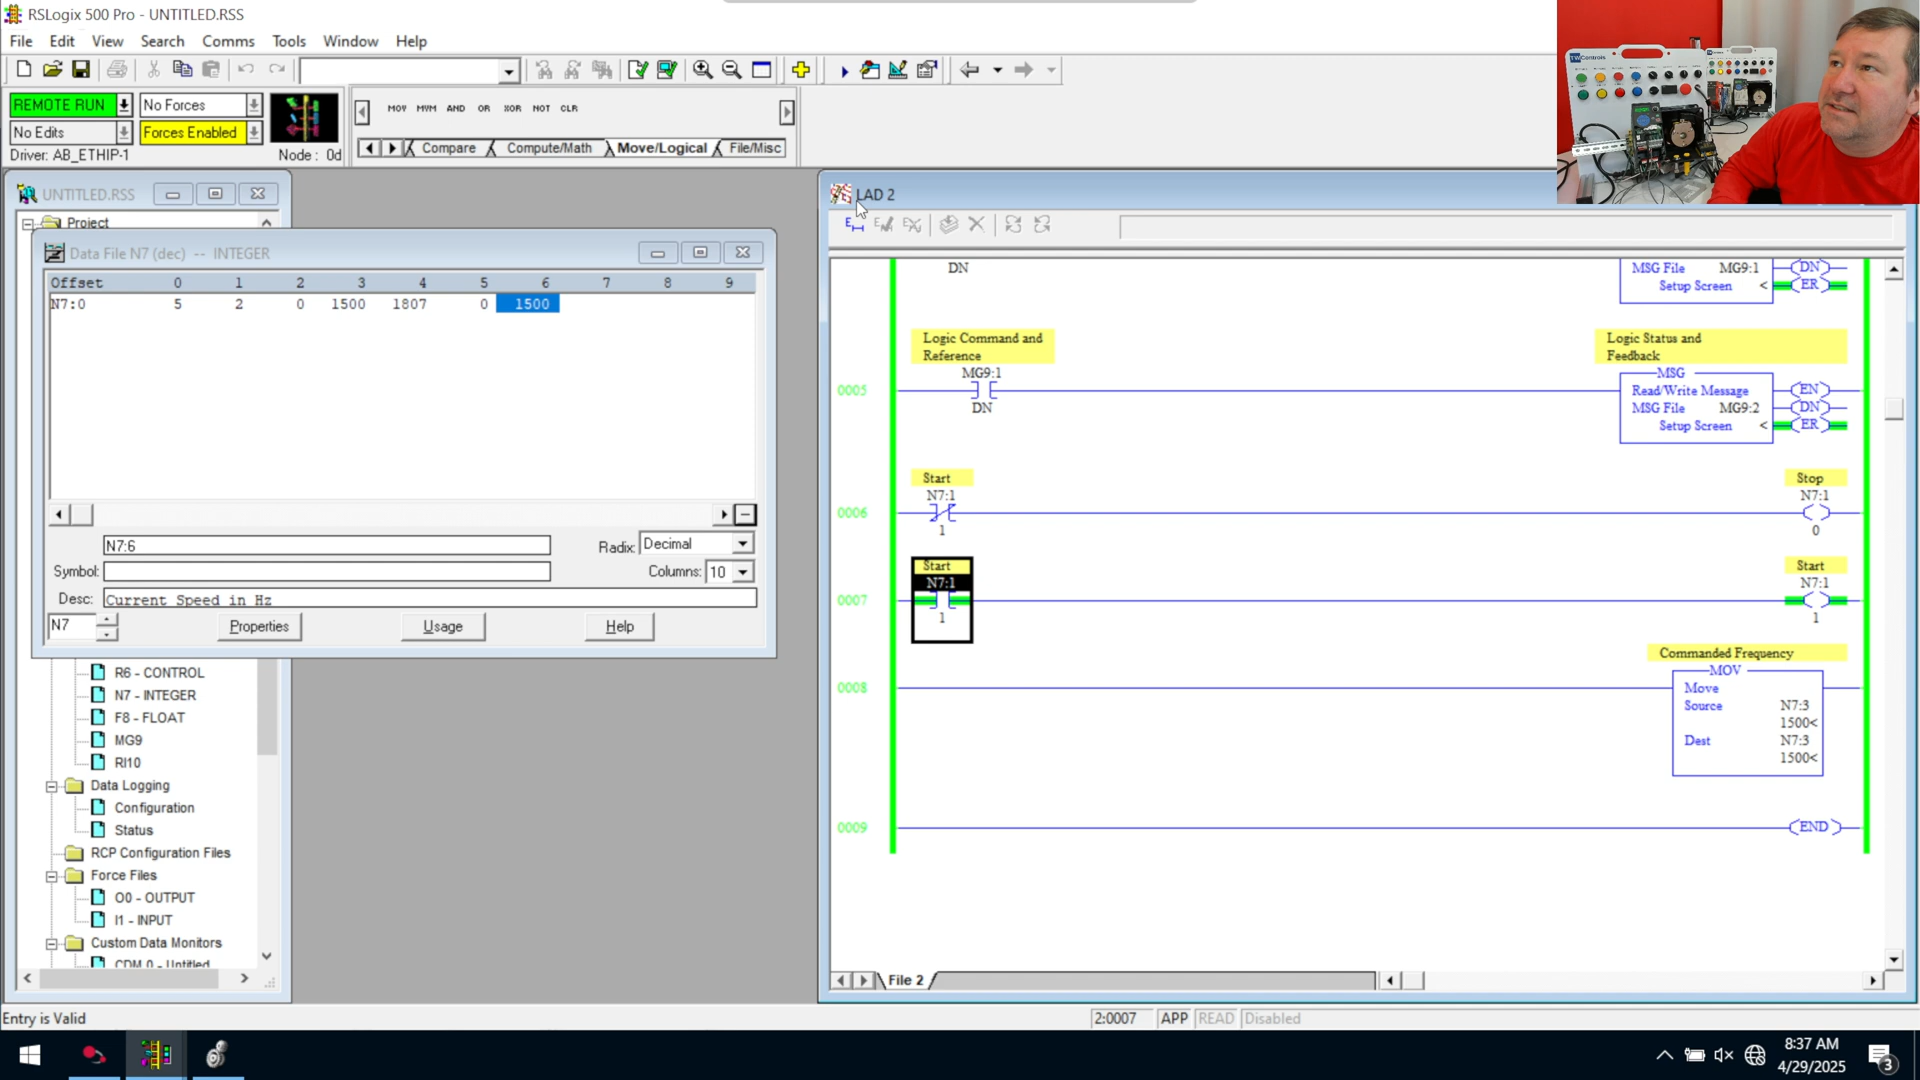 RSLogix 500 Pro - UNTITLED.RSS
File Edit View Search Comms Tools Window Help
REMOTE RUN
No Forces
No Edits
Forces Enabled
Driver: AB_ETHIP-1
Node : 0d
MOV MVM AND OR XOR NOT CLR
Compare Compute/Math Move/Logical File/Misc
UNTITLED.RSS
Project
Data File N7 (dec) -- INTEGER
Offset 0 1 2 3 4 5 6 7 8 9
N7:0 5 2 0 1500 1807 0 1500
N7:6
Radix: Decimal
Symbol:
Columns: 10
Desc: Current Speed in Hz
N7
Properties
Usage
Help
R6 - CONTROL
N7 - INTEGER
F8 - FLOAT
MG9
RI10
Data Logging
Configuration
Status
RCP Configuration Files
Force Files
O0 - OUTPUT
I1 - INPUT
Custom Data Monitors
CDM 0 - Untitled
LAD 2
DN
MSG File MG9:1
Setup Screen <
DN
ER
Logic Command and
Reference
MG9:1
DN
0005
Logic Status and
Feedback
MSG
Read/Write Message
MSG File MG9:2
Setup Screen <
EN
DN
ER
Start
N7:1
1
0006
Stop
N7:1
0
Start
N7:1
1
0007
Start
N7:1
1
0008
Commanded Frequency
MOV
Move
Source N7:3
1500<
Dest N7:3
1500<
0009
END
File 2
Entry is Valid
2:0007 APP READ Disabled
8:37 AM
4/29/2025
3
TWControls